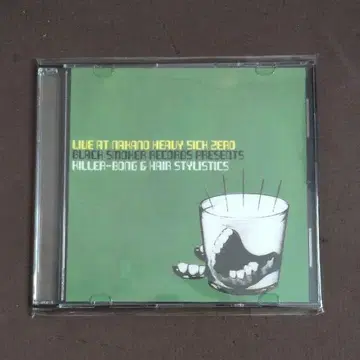 LIVE AT NAKANO HEAVY SICK ZERO
BLACK SMOKER RECORDS PRESENTS
KILLER-BONG & HAIR STYLISTICS